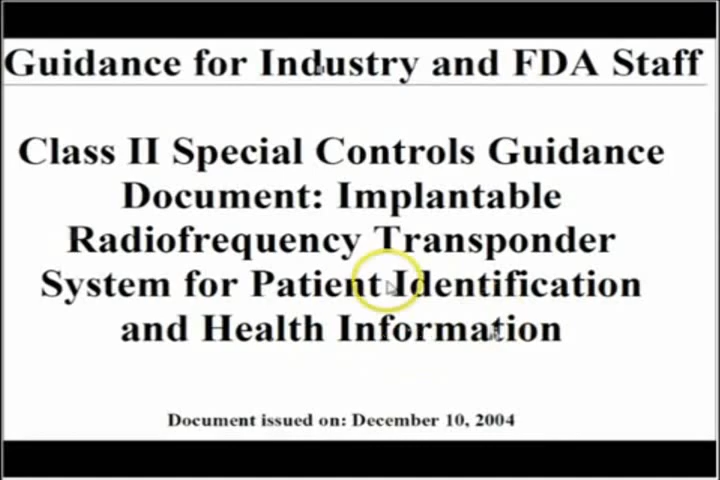 Guidance for Industry and FDA Staff
Class II Special Controls Guidance
Document: Implantable
Radiofrequency Transponder
System for Patient Identification
and Health Information
Document issued on: December 10, 2004